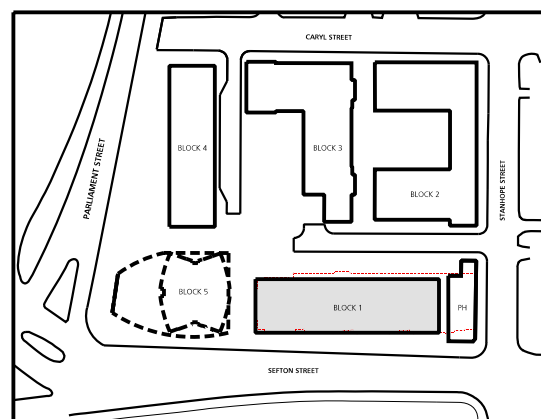 CARYL STREET
BLOCK 4
BLOCK 3
PARLIAMENT STREET
BLOCK 2
STANHOPE STREET
BLOCK 5
BLOCK 1
PH
SEFTON STREET